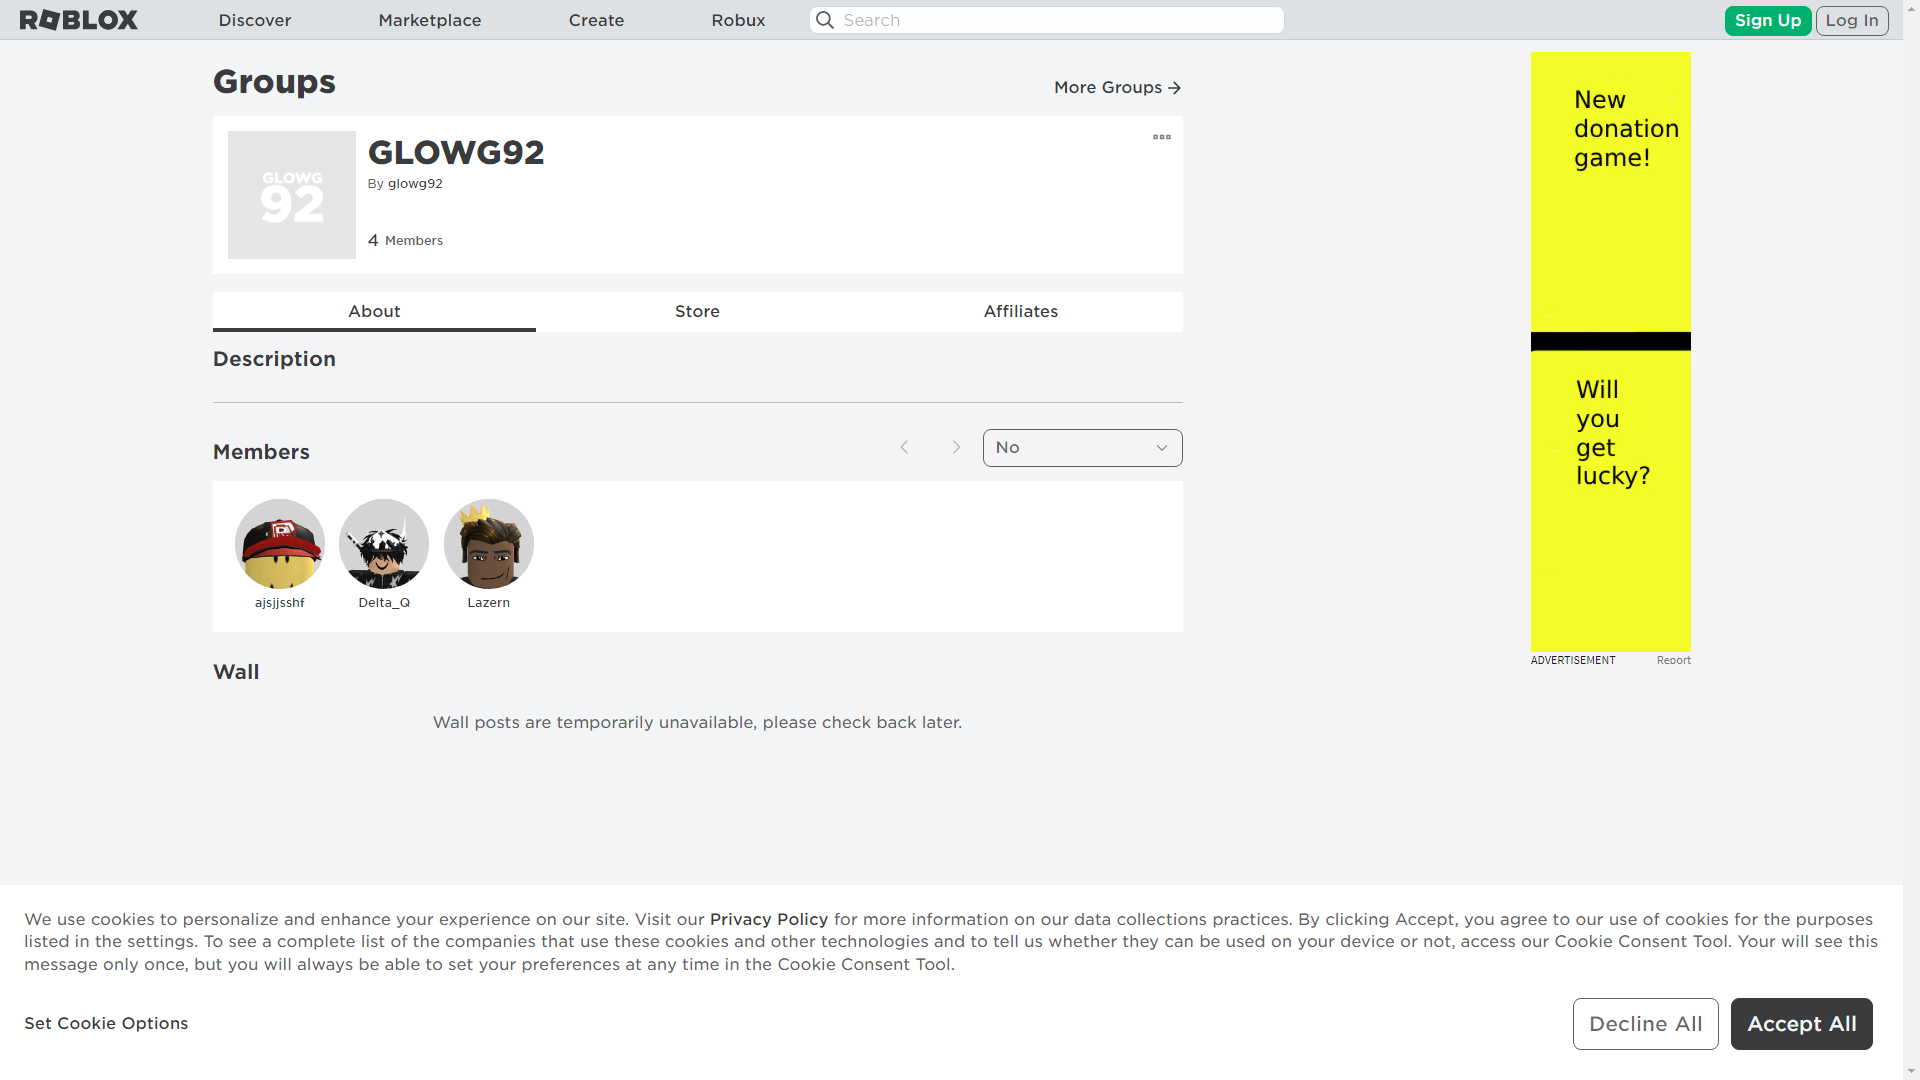 ROBLOX
Discover
Marketplace
Create
Robux
Search
Sign Up
Log In
Groups
More Groups
GLOWG
92
GLOWG92
By glowg92
4 Members
About
Store
Affiliates
Description
Members
No
ajsjjsshf
Delta_Q
Lazern
Wall
Wall posts are temporarily unavailable, please check back later.
New
donation
game!
Will
you
get
lucky?
ADVERTISEMENT
Report
We use cookies to personalize and enhance your experience on our site. Visit our Privacy Policy for more information on our data collections practices. By clicking Accept, you agree to our use of cookies for the purposes
listed in the settings. To see a complete list of the companies that use these cookies and other technologies and to tell us whether they can be used on your device or not, access our Cookie Consent Tool. Your will see this
message only once, but you will always be able to set your preferences at any time in the Cookie Consent Tool.
Set Cookie Options
Decline All
Accept All